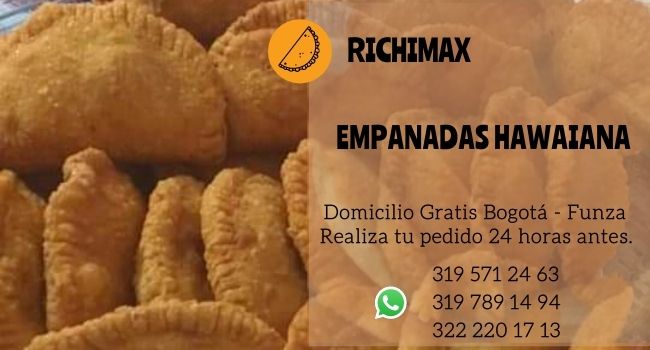 RICHIMAX
EMPANADAS HAWAIANA
Domicilio Gratis Bogotá - Funza
Realiza tu pedido 24 horas antes.
319 571 24 63
319 789 14 94
322 220 17 13